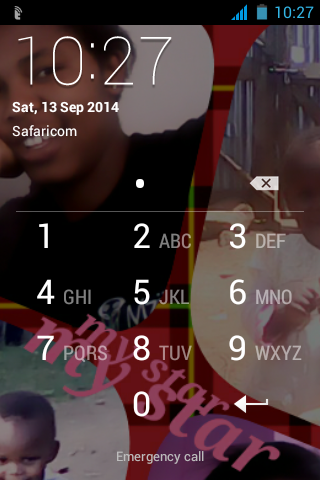 10:27
10:27
Sat, 13 Sep 2014
Safaricom
1 2 ABC 3 DEF
4 GHI 5 JKL 6 MNO
7 PQRS 8 TUV 9 WXYZ
0
my star
my star
Emergency call